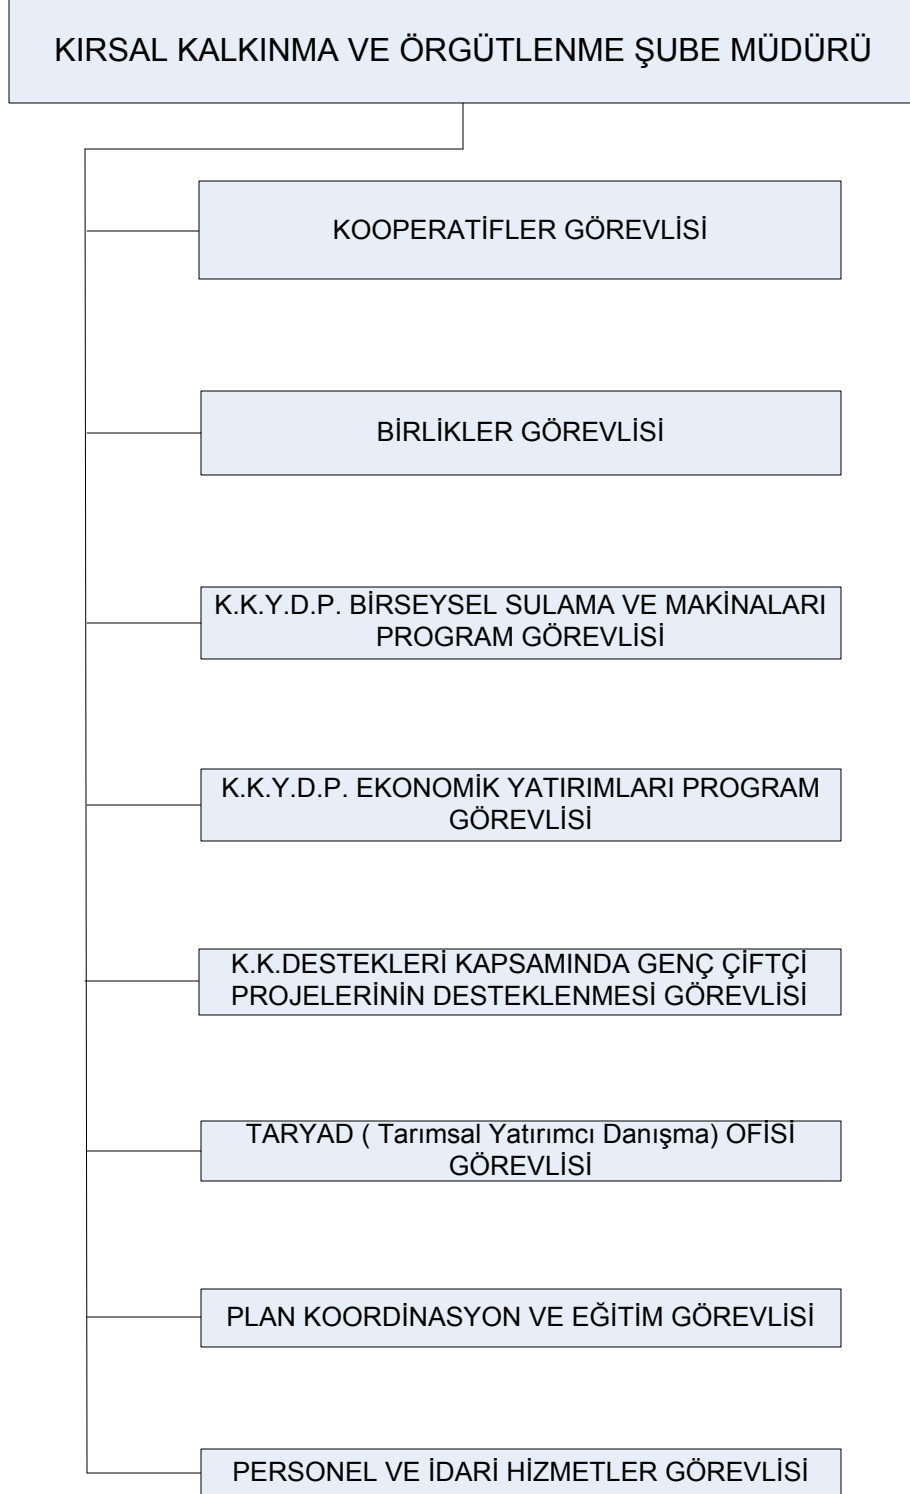 KIRSAL KALKINMA VE ÖRGÜTLENME ŞUBE MÜDÜRÜ
KOOPERATİFLER GÖREVLİSİ
BİRLİKLER GÖREVLİSİ
K.K.Y.D.P. BİRSEYSEL SULAMA VE MAKİNALARI
PROGRAM GÖREVLİSİ
K.K.Y.D.P. EKONOMİK YATIRIMLARI PROGRAM
GÖREVLİSİ
K.K.DESTEKLERİ KAPSAMINDA GENÇ ÇİFTÇİ
PROJELERİNİN DESTEKLENMESİ GÖREVLİSİ
TARYAD ( Tarımsal Yatırımcı Danışma) OFİSİ
GÖREVLİSİ
PLAN KOORDİNASYON VE EĞİTİM GÖREVLİSİ
PERSONEL VE İDARİ HİZMETLER GÖREVLİSİ